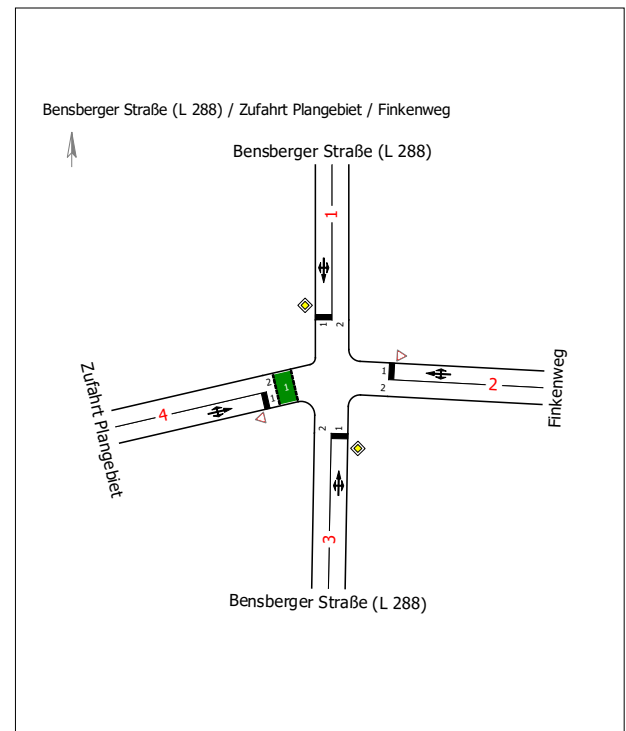 Bensberger Straße (L 288) / Zufahrt Plangebiet / Finkenweg
Bensberger Straße (L 288)
1
1 2
2 1
1
2
Finkenweg
2
1
4
Zufahrt Plangebiet
2 1
3
Bensberger Straße (L 288)